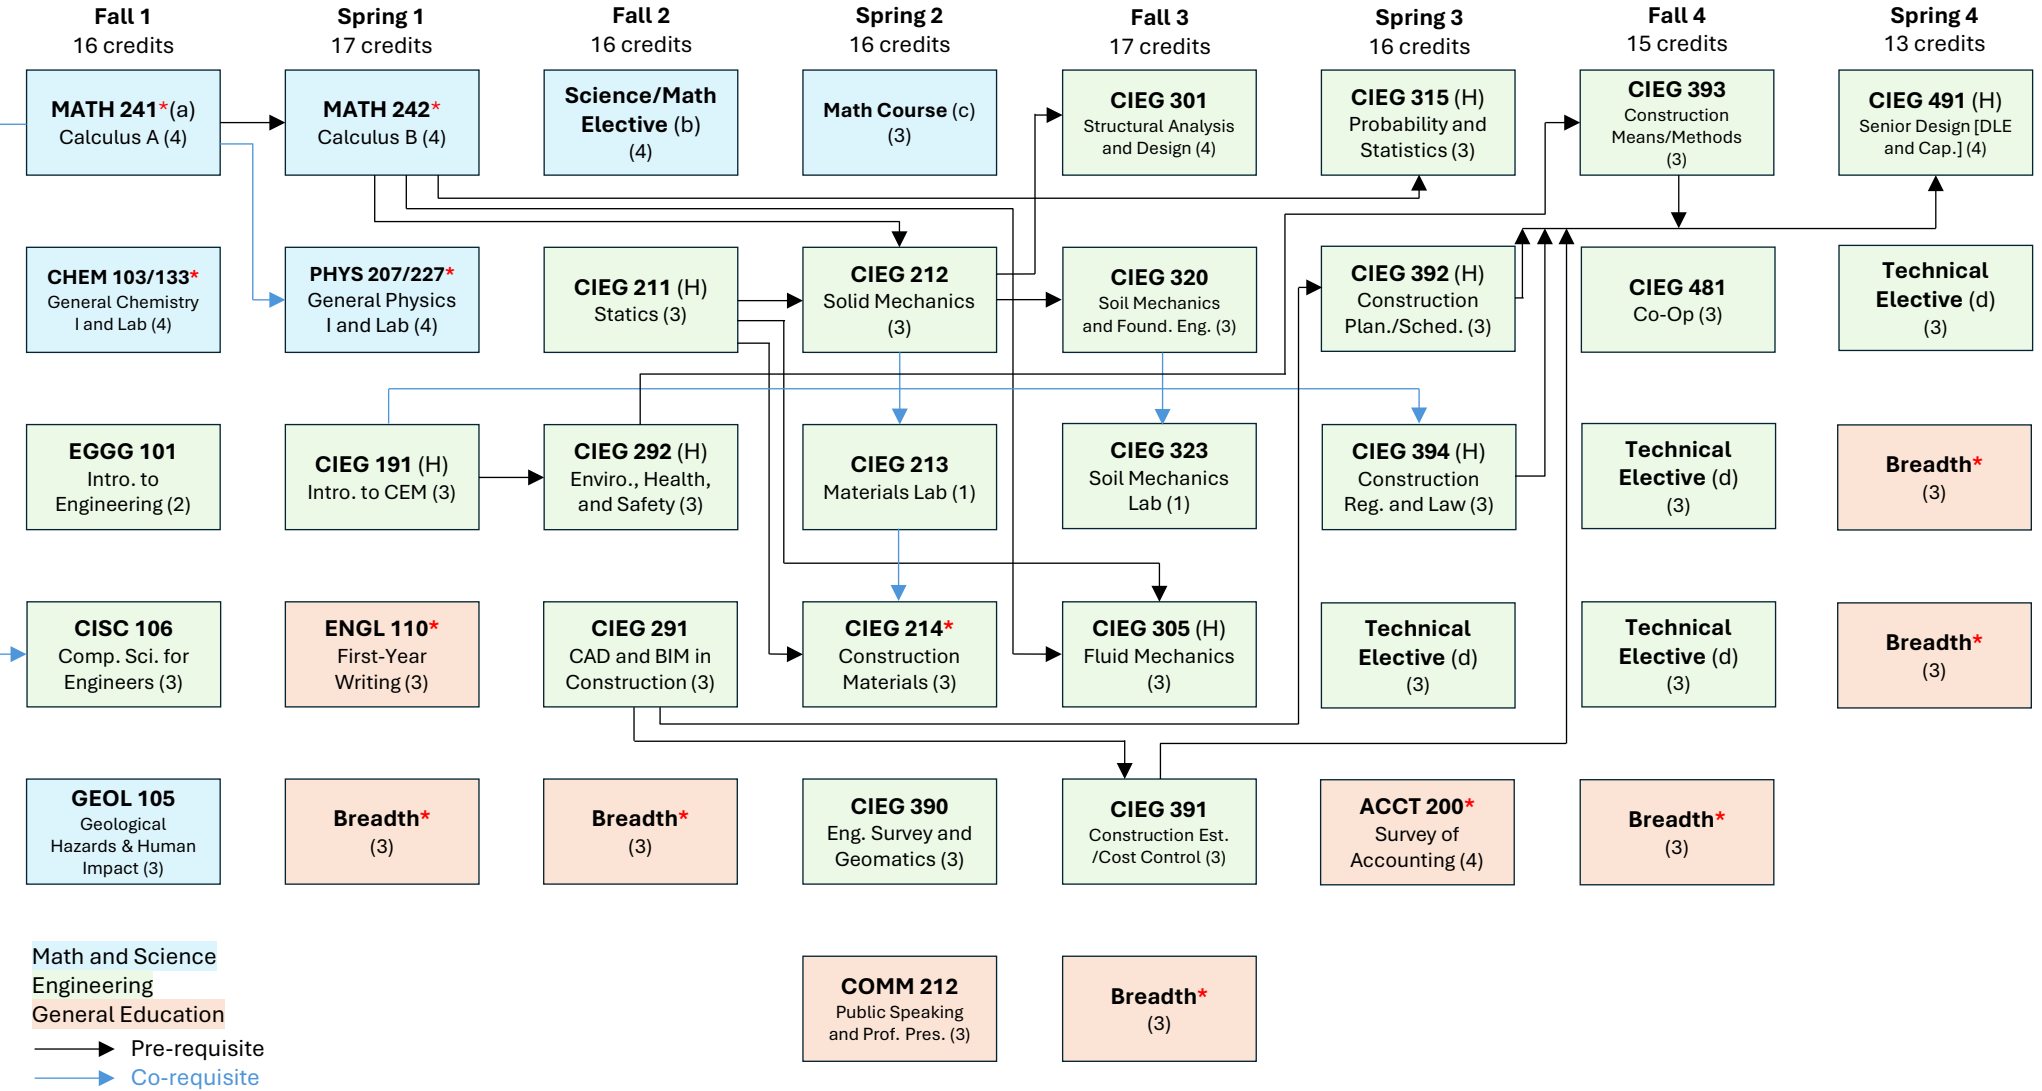 Fall 1
16 credits
MATH 241*(a)
Calculus A (4)
CHEM 103/133*
General Chemistry
I and Lab (4)
EGGG 101
Intro. to
Engineering (2)
CISC 106
Comp. Sci. for
Engineers (3)
GEOL 105
Geological
Hazards & Human
Impact (3)
Spring 1
17 credits
MATH 242*
Calculus B (4)
PHYS 207/227*
General Physics
I and Lab (4)
CIEG 191 (H)
Intro. to CEM (3)
ENGL 110*
First-Year
Writing (3)
Breadth*
(3)
Fall 2
16 credits
Science/Math
Elective (b)
(4)
CIEG 211 (H)
Statics (3)
CIEG 292 (H)
Enviro., Health,
and Safety (3)
CIEG 291
CAD and BIM in
Construction (3)
Breadth*
(3)
Spring 2
16 credits
Math Course (c)
(3)
CIEG 212
Solid Mechanics
(3)
CIEG 213
Materials Lab (1)
CIEG 214*
Construction
Materials (3)
CIEG 390
Eng. Survey and
Geomatics (3)
COMM 212
Public Speaking
and Prof. Pres. (3)
Fall 3
17 credits
CIEG 301
Structural Analysis
and Design (4)
CIEG 320
Soil Mechanics
and Found. Eng. (3)
CIEG 323
Soil Mechanics
Lab (1)
CIEG 305 (H)
Fluid Mechanics
(3)
CIEG 391
Construction Est.
/Cost Control (3)
Breadth*
(3)
Spring 3
16 credits
CIEG 315 (H)
Probability and
Statistics (3)
CIEG 392 (H)
Construction
Plan./Sched. (3)
CIEG 394 (H)
Construction
Reg. and Law (3)
Technical
Elective (d)
(3)
ACCT 200*
Survey of
Accounting (4)
Fall 4
15 credits
CIEG 393
Construction
Means/Methods
(3)
CIEG 481
Co-Op (3)
Technical
Elective (d)
(3)
Technical
Elective (d)
(3)
Breadth*
(3)
Spring 4
13 credits
CIEG 491 (H)
Senior Design [DLE
and Cap.] (4)
Technical
Elective (d)
(3)
Breadth*
(3)
Breadth*
(3)
Math and Science
Engineering
General Education
Pre-requisite
Co-requisite